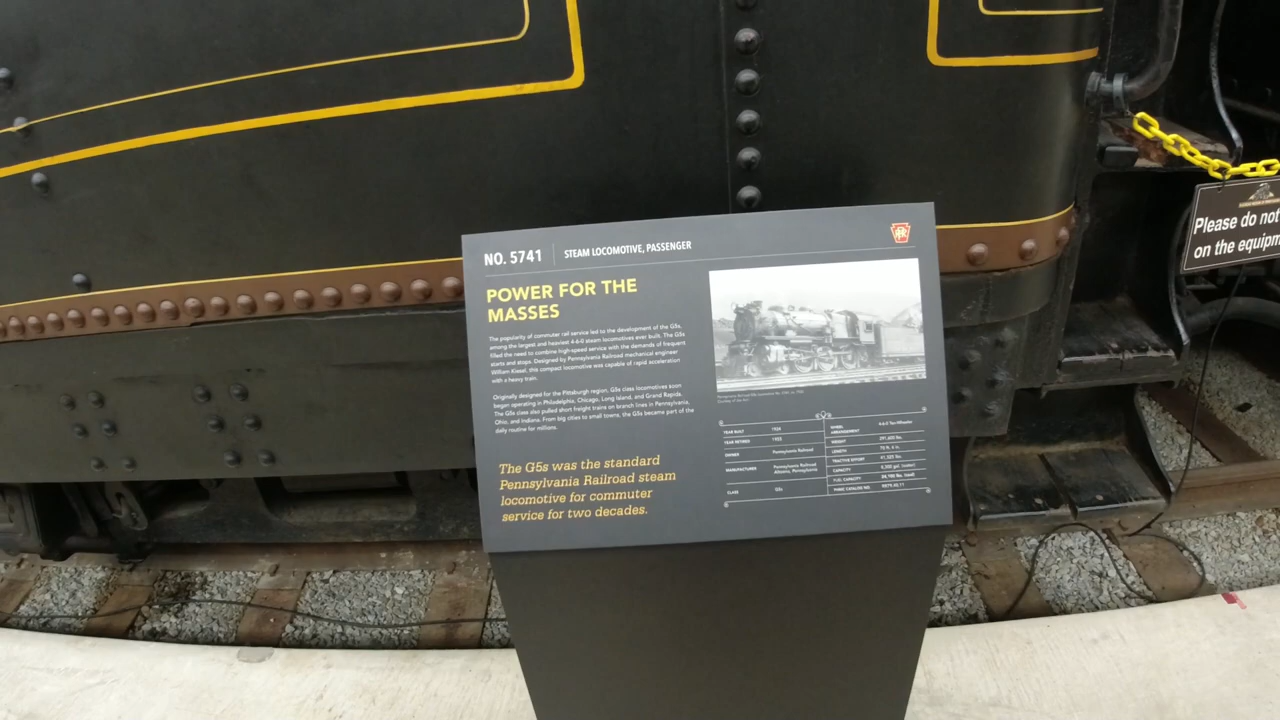 NO. 5741
STEAM LOCOMOTIVE, PASSENGER
POWER FOR THE
MASSES
The popularity of commuter rail service led to the development of the G5s,
among the largest and heaviest 4-6-0 steam locomotives ever built. The G5s
filled the need to combine high-speed service with the demands of frequent
starts and stops. Designed by Pennsylvania Railroad mechanical engineer
William Kiesel, this compact locomotive was capable of rapid acceleration
with a heavy train.
Originally designed for the Pittsburgh region, G5s class locomotives soon
began operating in Philadelphia, Chicago, Long Island, and Grand Rapids.
The G5s class also pulled short freight trains on branch lines in Pennsylvania,
Ohio, and Indiana. From big cities to small towns, the G5s became part of the
daily routine for millions.
The G5s was the standard
Pennsylvania Railroad steam
locomotive for commuter
service for two decades.
YEAR BUILT 1924
YEAR RETIRED
OWNER Pennsylvania Railroad
MANUFACTURER Pennsylvania Railroad
Altoona, Pennsylvania
CLASS G5s
WHEEL
ARRANGEMENT 4-6-0 Ten-Wheeler
WEIGHT
LENGTH
TRACTIVE EFFORT
CAPACITY
FUEL CAPACITY
PHMC CATALOG NO.
Please do not
on the equipm